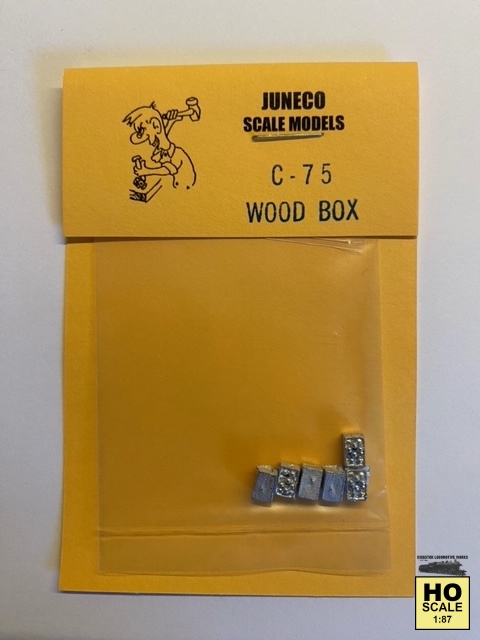 JUNECO
SCALE MODELS
C-75
WOOD BOX
HO
SCALE
1:87